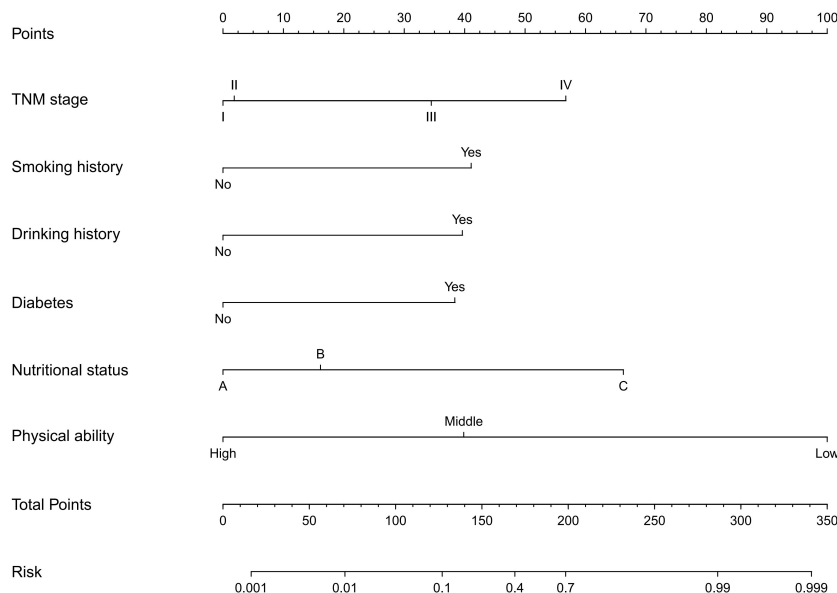 Points 0 10 20 30 40 50 60 70 80 90 100
TNM stage I II III IV
Smoking history No Yes
Drinking history No Yes
Diabetes No Yes
Nutritional status A B C
Physical ability High Middle Low
Total Points 0 50 100 150 200 250 300 350
Risk 0.001 0.01 0.1 0.4 0.7 0.99 0.999